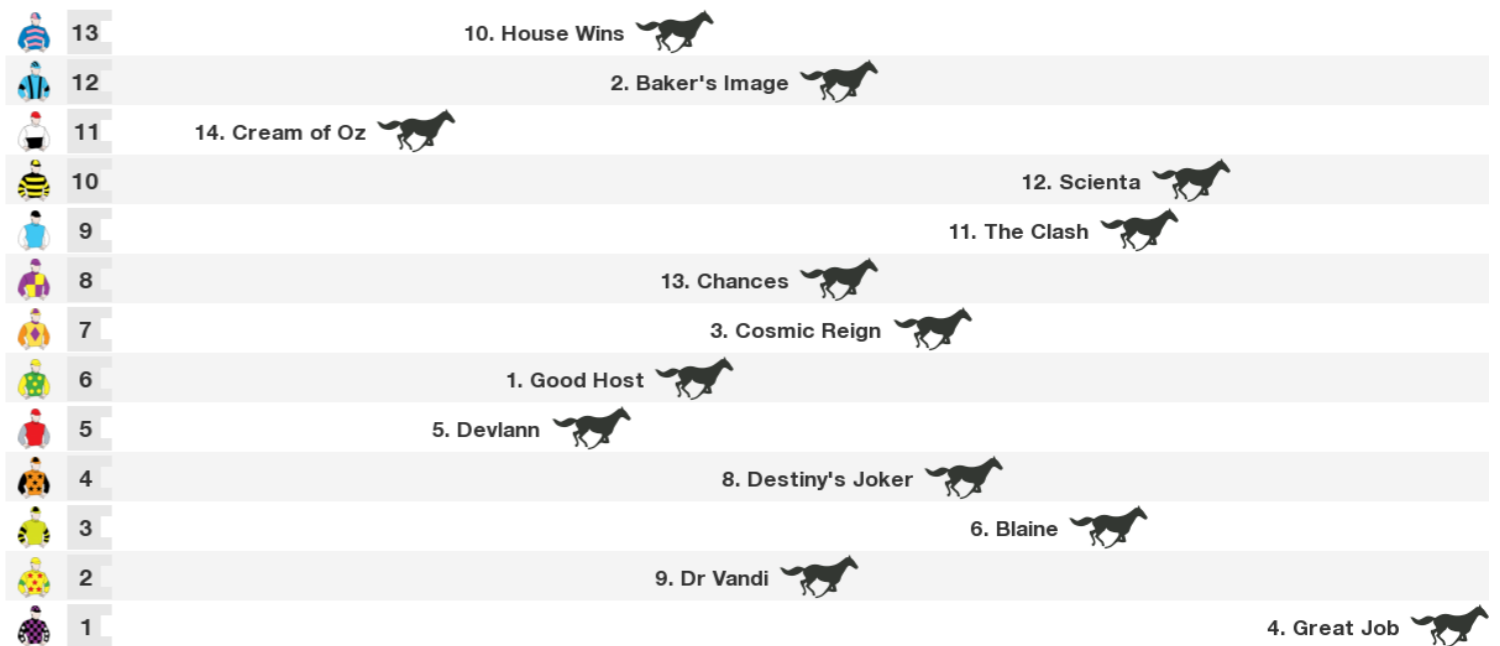 13 10. House Wins
12 2. Baker's Image
11 14. Cream of Oz
10 12. Scienta
9 11. The Clash
8 13. Chances
7 3. Cosmic Reign
6 1. Good Host
5 5. Devlann
4 8. Destiny's Joker
3 6. Blaine
2 9. Dr Vandi
1 4. Great Job